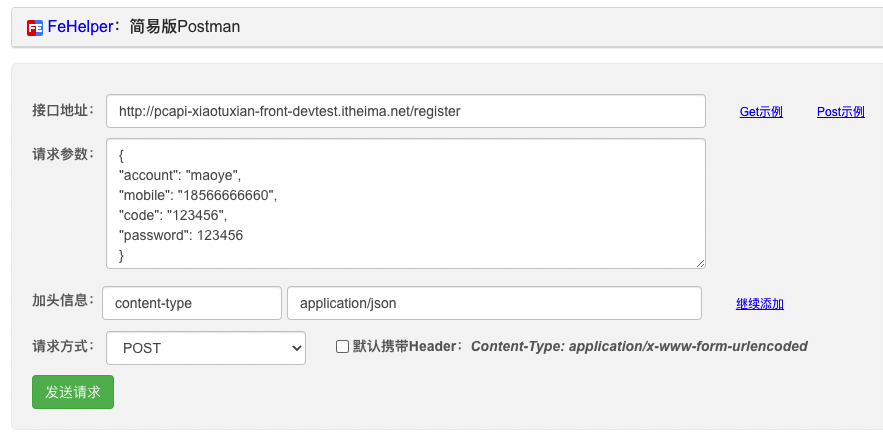 FeHelper：简易版Postman
接口地址： http://pcapi-xiaotuxian-front-devtest.itheima.net/register Get示例 Post示例
请求参数： {
"account": "maoye",
"mobile": "18566666660",
"code": "123456",
"password": 123456
}
加头信息： content-type application/json 继续添加
请求方式： POST 默认携带Header：Content-Type: application/x-www-form-urlencoded
发送请求